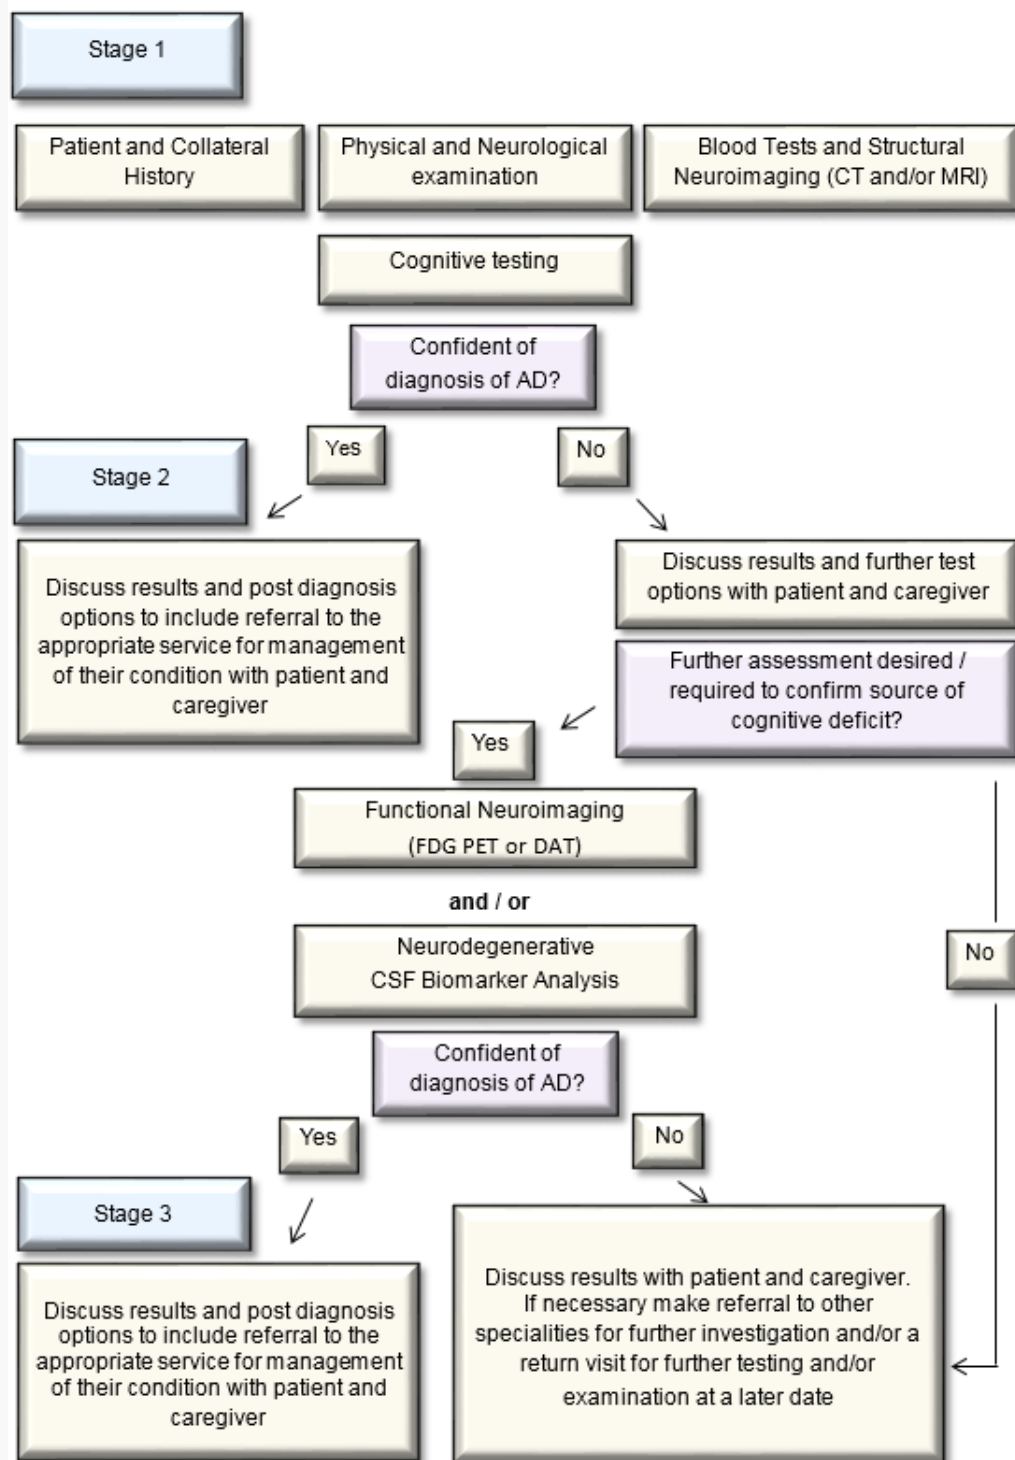 Stage 1
Patient and Collateral
History
Physical and Neurological
examination
Blood Tests and Structural
Neuroimaging (CT and/or MRI)
Cognitive testing
Confident of
diagnosis of AD?
Yes
No
Stage 2
Discuss results and post diagnosis
options to include referral to the
appropriate service for management
of their condition with patient and
caregiver
Discuss results and further test
options with patient and caregiver
Further assessment desired /
required to confirm source of
cognitive deficit?
Yes
Functional Neuroimaging
(FDG PET or DAT)
and / or
Neurodegenerative
CSF Biomarker Analysis
No
Confident of
diagnosis of AD?
Yes
No
Stage 3
Discuss results and post diagnosis
options to include referral to the
appropriate service for management
of their condition with patient and
caregiver
Discuss results with patient and caregiver.
If necessary make referral to other
specialities for further investigation and/or a
return visit for further testing and/or
examination at a later date